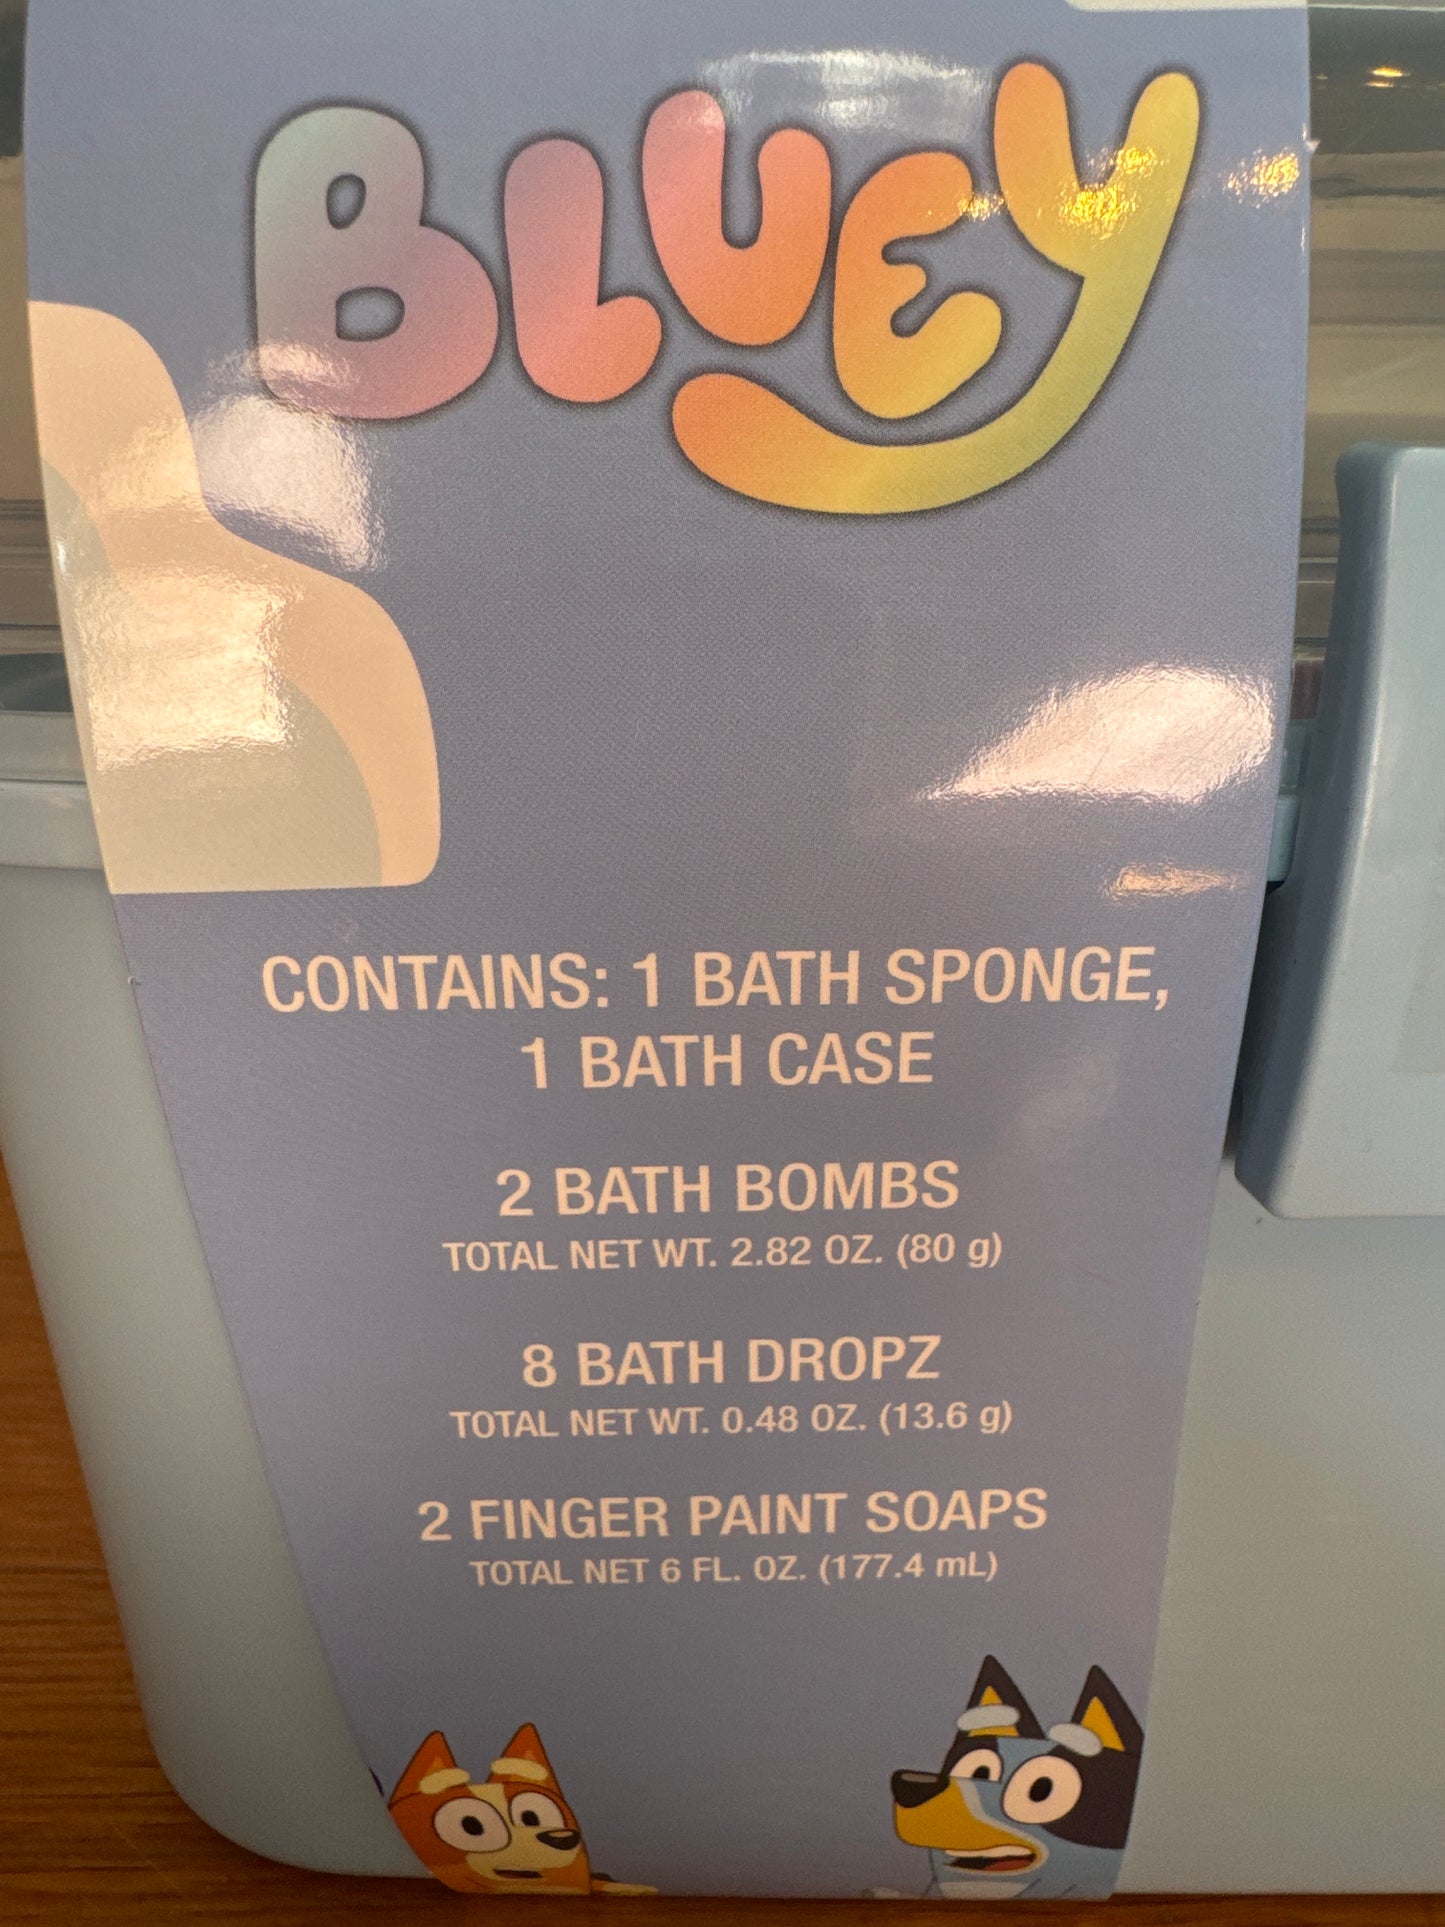 BLUEY
CONTAINS: 1 BATH SPONGE,
1 BATH CASE
2 BATH BOMBS
TOTAL NET WT. 2.82 OZ. (80 g)
8 BATH DROPZ
TOTAL NET WT. 0.48 OZ. (13.6 g)
2 FINGER PAINT SOAPS
TOTAL NET 6 FL. OZ. (177.4 mL)